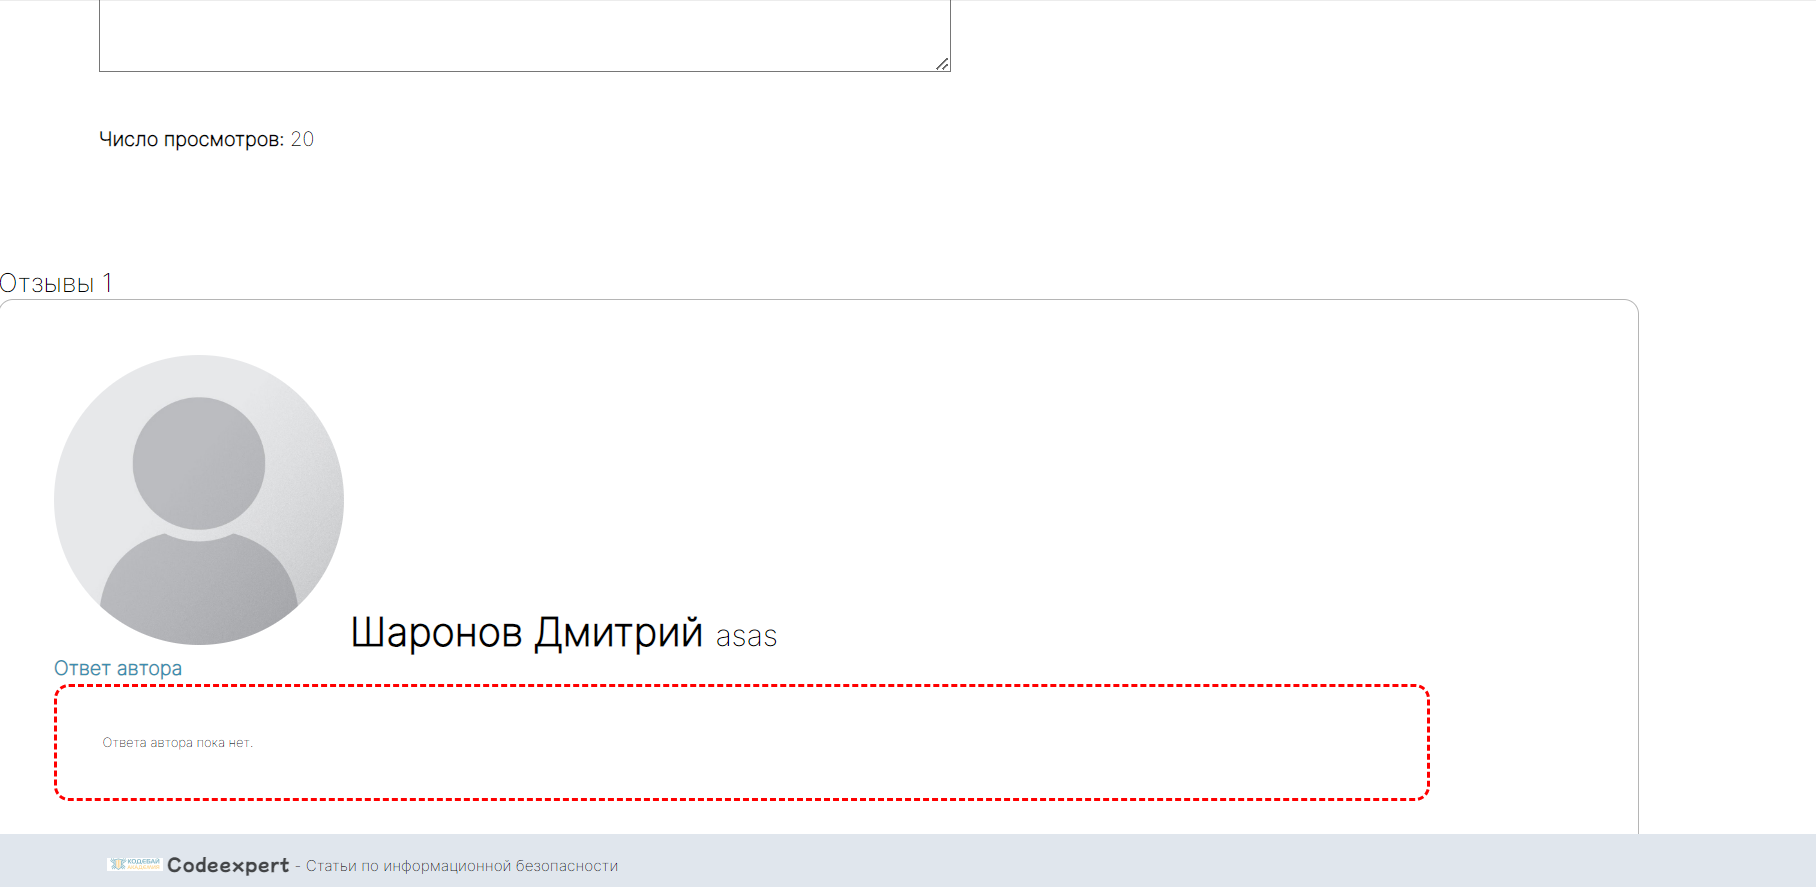 Число просмотров: 20
Отзывы 1
Шаронов Дмитрий asas
Ответ автора
Ответа автора пока нет.
КОДЕБАЙ
Codeexpert - Статьи по информационной безопасности